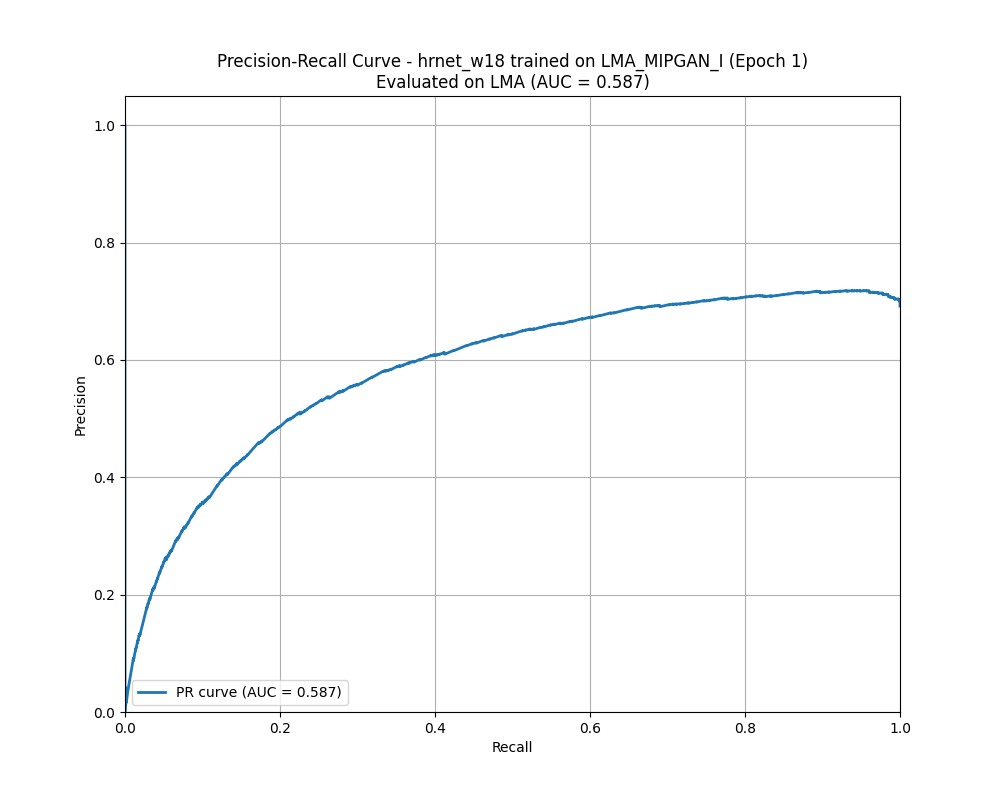 Precision-Recall Curve - hrnet_w18 trained on LMA_MIPGAN_I (Epoch 1)
Evaluated on LMA (AUC = 0.587)
1.0
0.8
0.6
0.4
0.2
0.0
Precision
PR curve (AUC = 0.587)
0.0 0.2 0.4 0.6 0.8 1.0
Recall